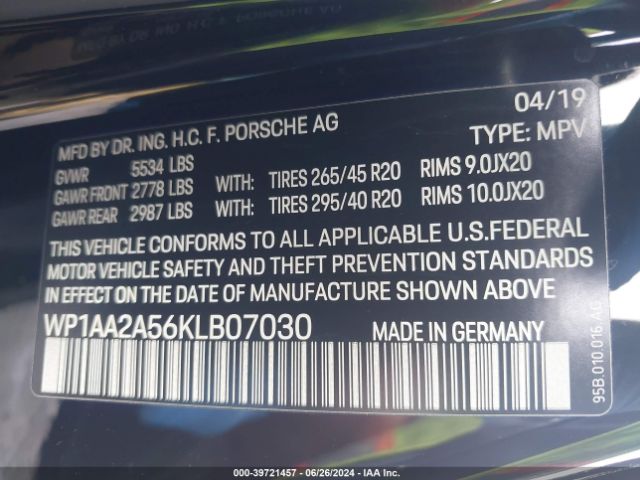 04/19
MFD BY DR. ING. H.C. F. PORSCHE AG
TYPE: MPV
GVWR 5534 LBS
GAWR FRONT 2778 LBS WITH: TIRES 265/45 R20 RIMS 9.0JX20
GAWR REAR 2987 LBS WITH: TIRES 295/40 R20 RIMS 10.0JX20
THIS VEHICLE CONFORMS TO ALL APPLICABLE U.S.FEDERAL
MOTOR VEHICLE SAFETY AND THEFT PREVENTION STANDARDS
IN EFFECT ON THE DATE OF MANUFACTURE SHOWN ABOVE
WP1AA2A56KLB07030 MADE IN GERMANY
95B 010 016 AG
000-39721457 | 06/26/2024 | IAA Inc.